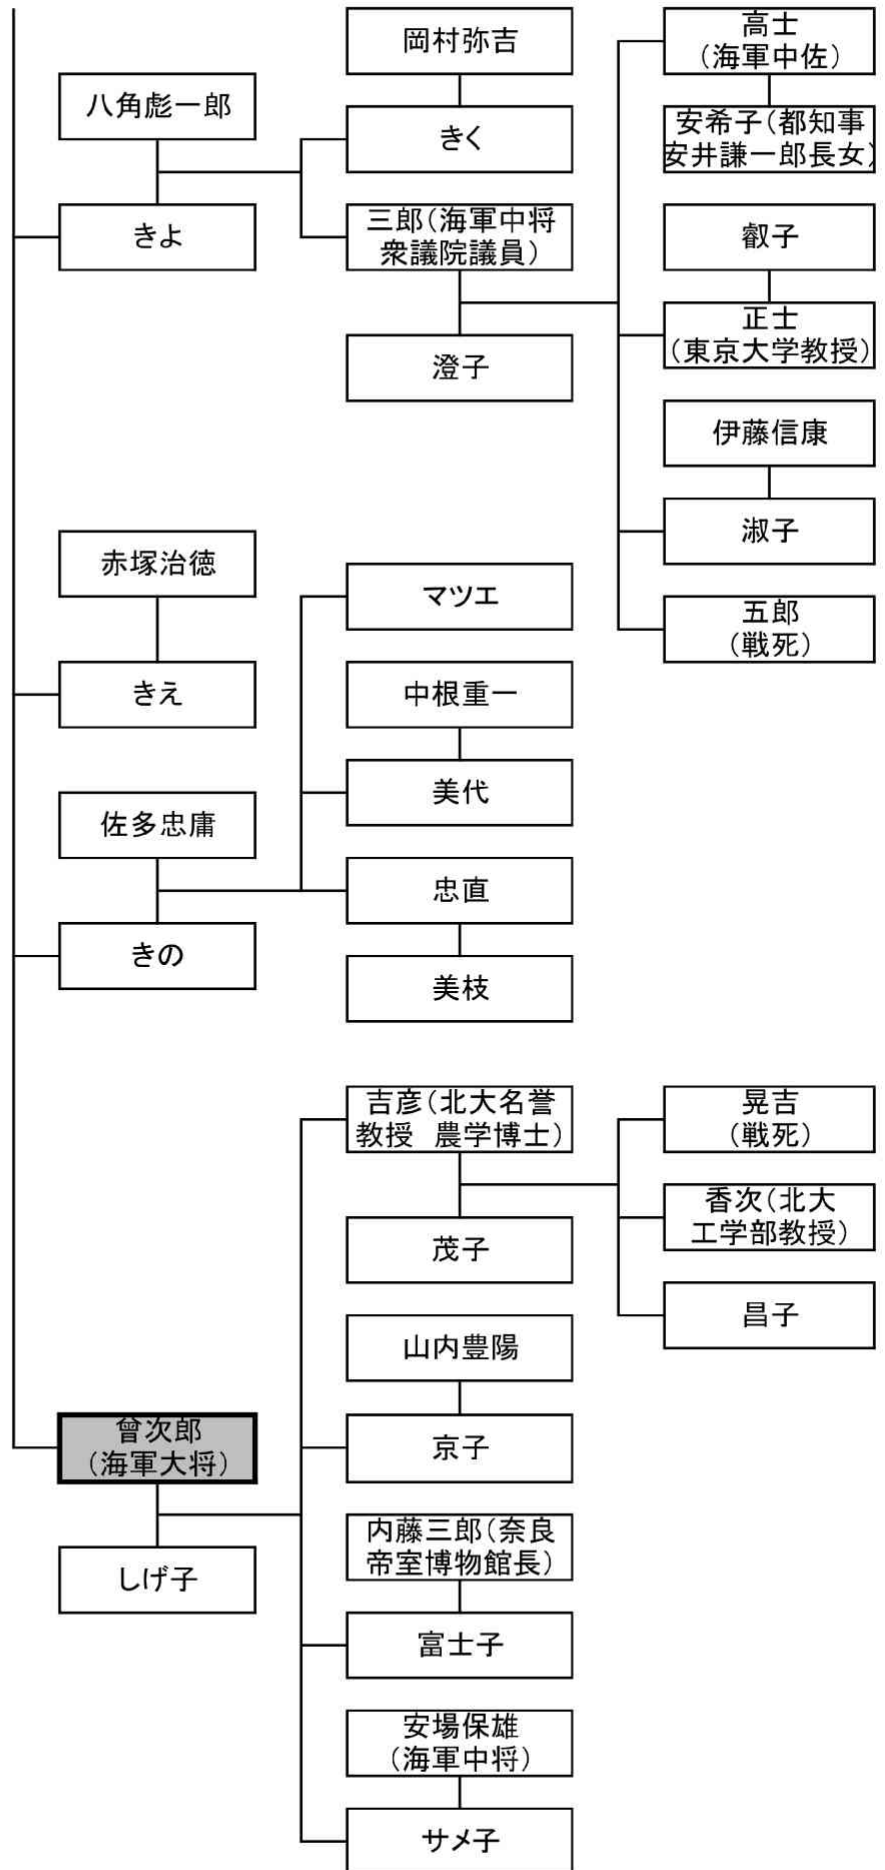 八角彪一郎
きよ
岡村弥吉
きく
三郎(海軍中将
衆議院議員)
澄子
高士
(海軍中佐)
安希子(都知事
安井謙一郎長女)
叡子
正士
(東京大学教授)
伊藤信康
淑子
五郎
(戦死)
赤塚治徳
きえ
佐多忠庸
きの
マツエ
中根重一
美代
忠直
美枝
曾次郎
(海軍大将)
しげ子
吉彦(北大名誉
教授 農学博士)
茂子
晃吉
(戦死)
香次(北大
工学部教授)
昌子
山内豊陽
京子
内藤三郎(奈良
帝室博物館長)
富士子
安場保雄
(海軍中将)
サメ子